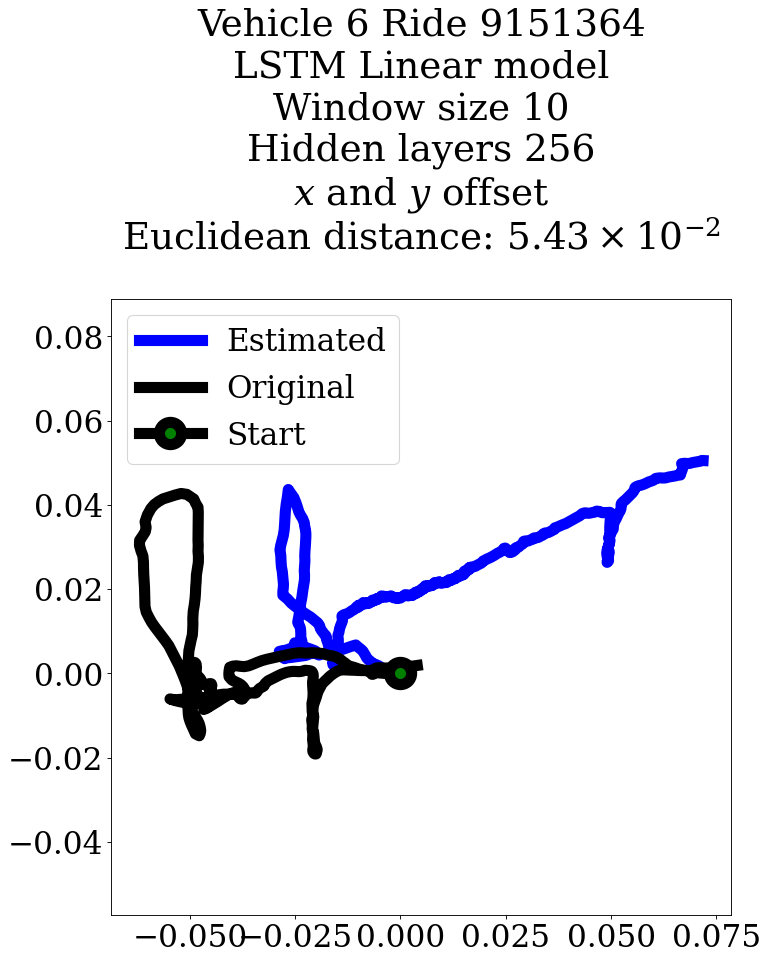 Vehicle 6 Ride 9151364
LSTM Linear model
Window size 10
Hidden layers 256
x and y offset
Euclidean distance: 5.43 × 10⁻²
Estimated
Original
Start
0.08
0.06
0.04
0.02
0.00
−0.02
−0.04
−0.050 −0.025 0.000 0.025 0.050 0.075